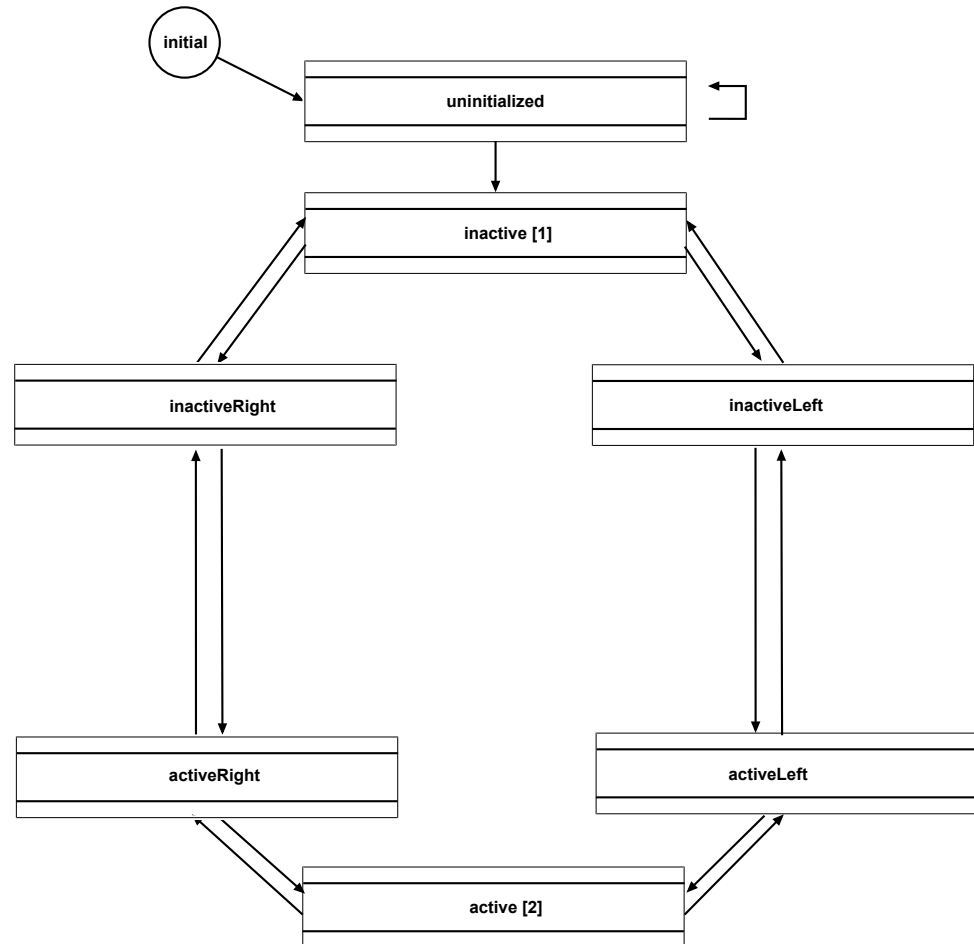 initial
uninitialized
inactive [1]
inactiveRight
inactiveLeft
activeRight
activeLeft
active [2]